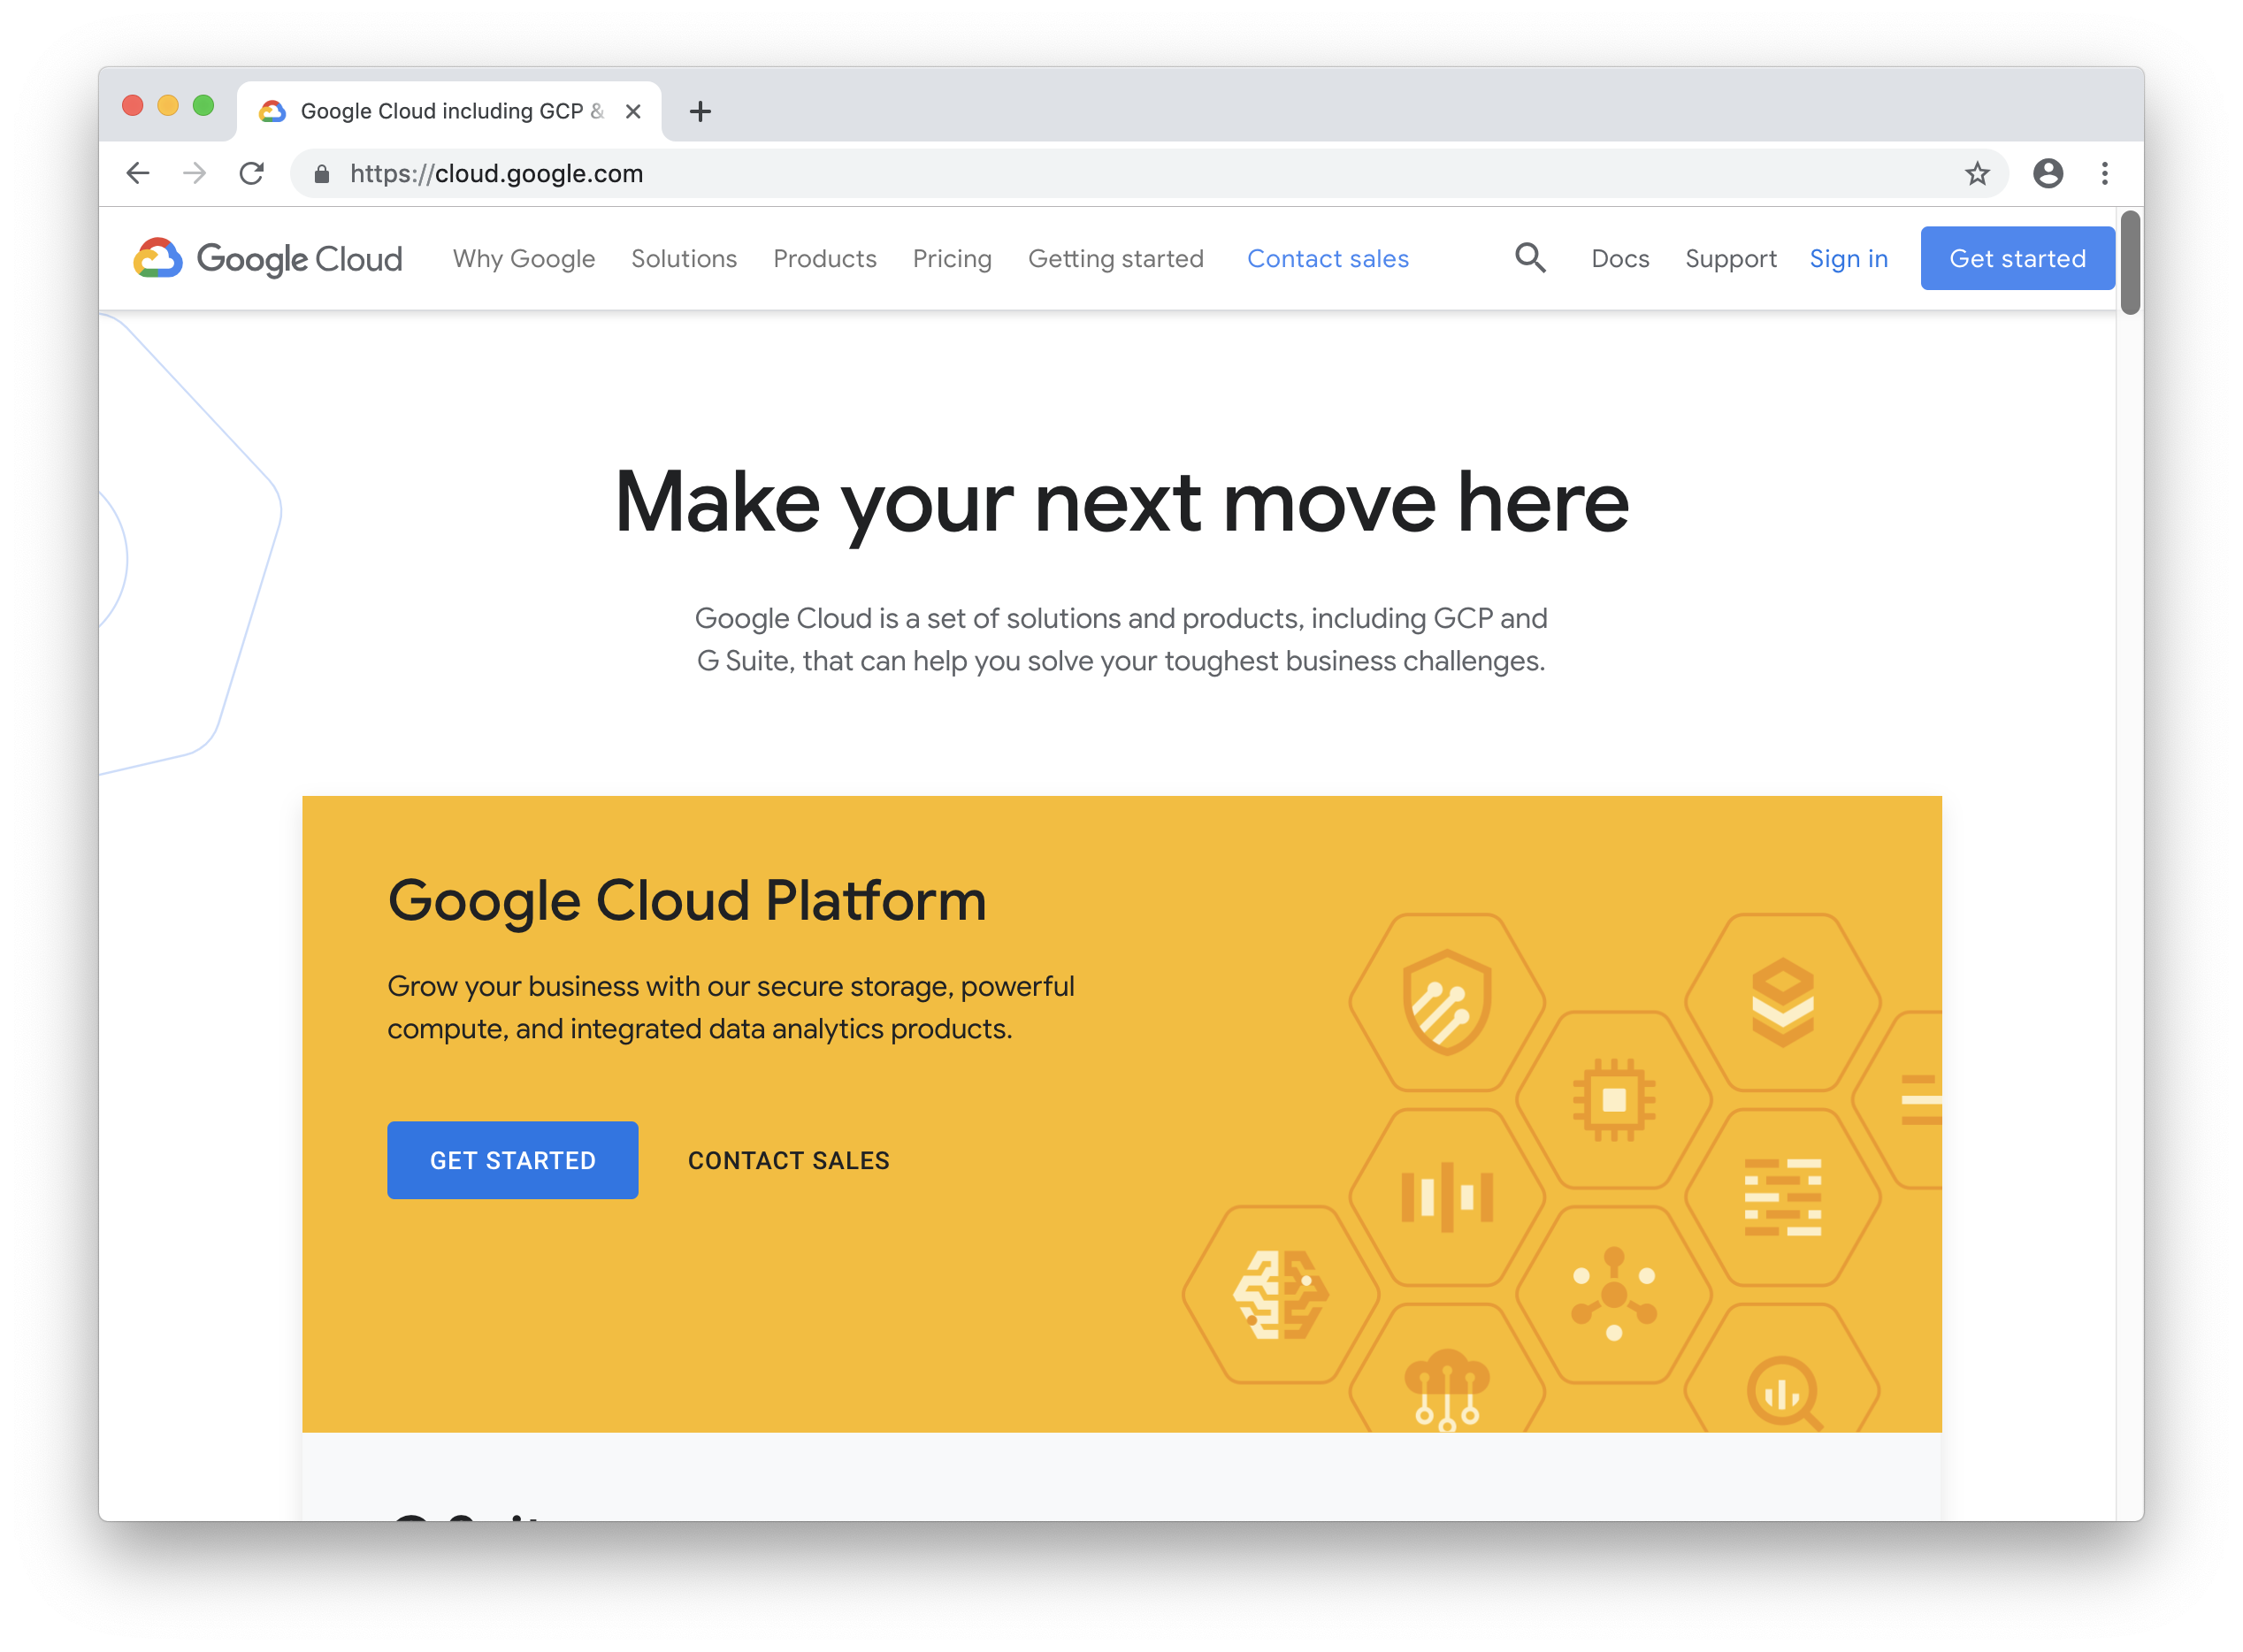 Google Cloud including GCP &
https://cloud.google.com
Google Cloud Why Google Solutions Products Pricing Getting started Contact sales Docs Support Sign in Get started
Make your next move here
Google Cloud is a set of solutions and products, including GCP and
G Suite, that can help you solve your toughest business challenges.
Google Cloud Platform
Grow your business with our secure storage, powerful
compute, and integrated data analytics products.
GET STARTED CONTACT SALES